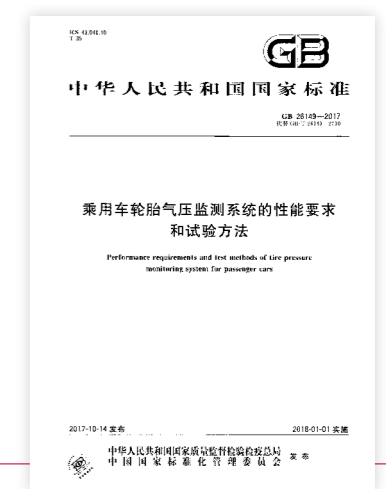 ICS 43.040.10
T 35
GB
中华人民共和国国家标准
GB 26149—2017
乘用车轮胎气压监测系统的性能要求
和试验方法
Performance requirements and test methods of tire pressure
monitoring system for passenger cars
2017-10-14 发布
2018-01-01 实施
中华人民共和国国家质量监督检验检疫总局
中国国家标准化管理委员会
发布